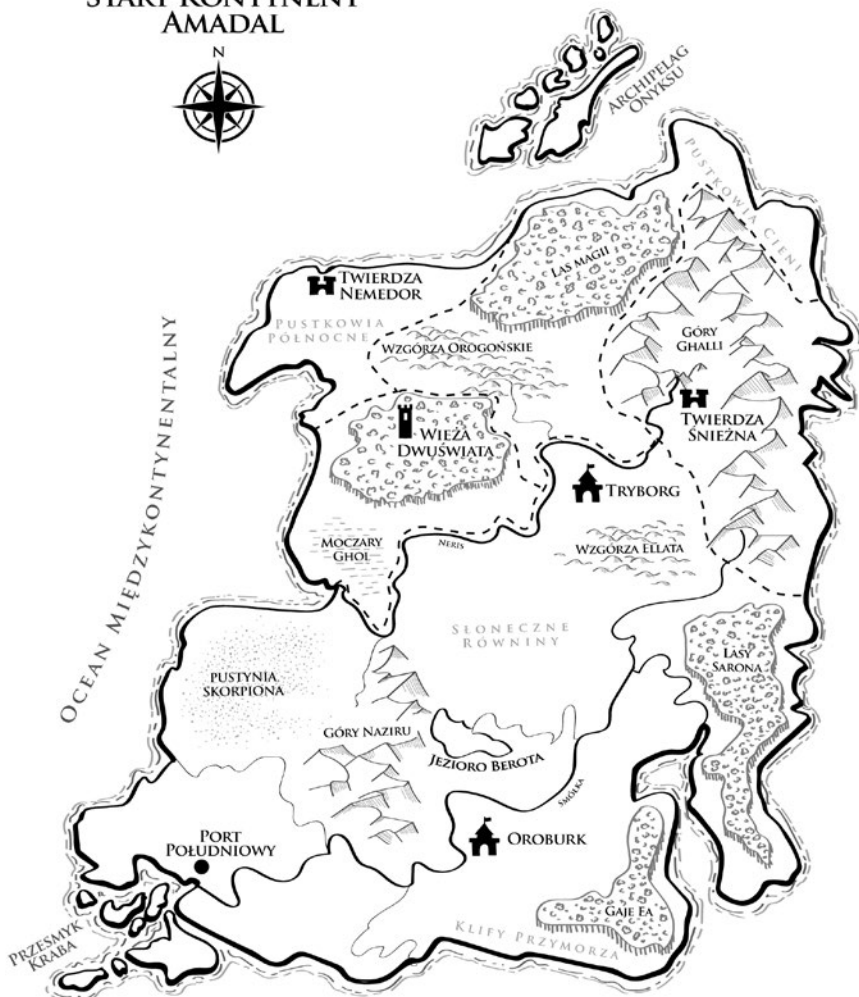 STARY KONTYNENT
AMADAL
N
ARCHIPELAG
ONYKSU
PUSTKOWIA CIENI
LAS MAGII
TWIERDZA
NEMEDOR
PUSTKOWIA
PÓŁNOCNE
WZGÓRZA OROGOŃSKIE
GÓRY
GHALLI
TWIERDZA
ŚNIEŻNA
WIEŻA
DWUŚWIATA
TRYBORG
OCEAN MIĘDZYKONTYNENTALNY
MOCZARY
GHOL
NERIS
WZGÓRZA ELLATA
SŁONECZNE
RÓWNINY
LASY
SARONA
PUSTYNIA
SKORPIONA
GÓRY NAZIRU
JEZIORO BEROTA
SMÓŁKA
PORT
POŁUDNIOWY
OROBURK
GAJE EA
KLIFY PRZYMORZA
PRZESMYK
KRABA